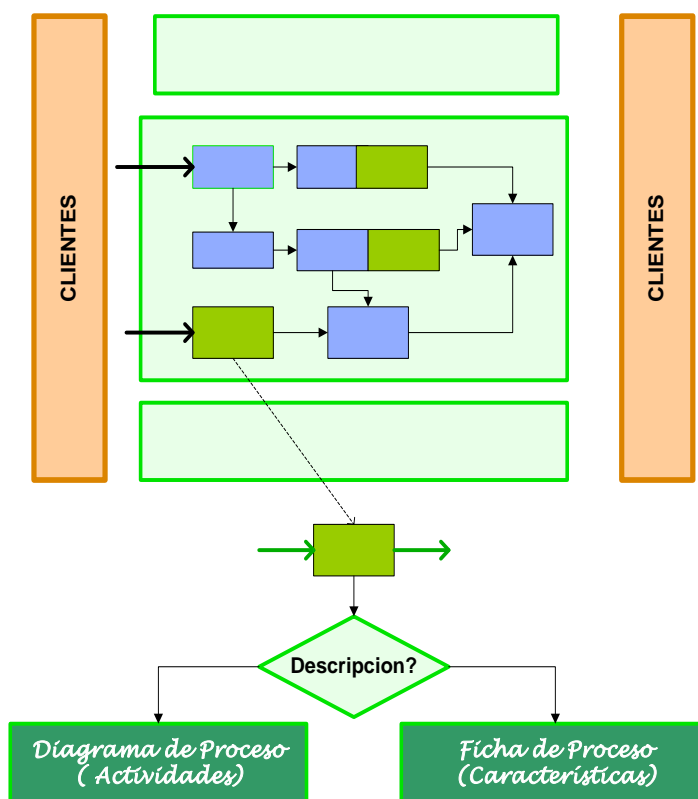 CLIENTES
CLIENTES
Descripcion?
Diagrama de Proceso
( Actividades)
Ficha de Proceso
(Características)